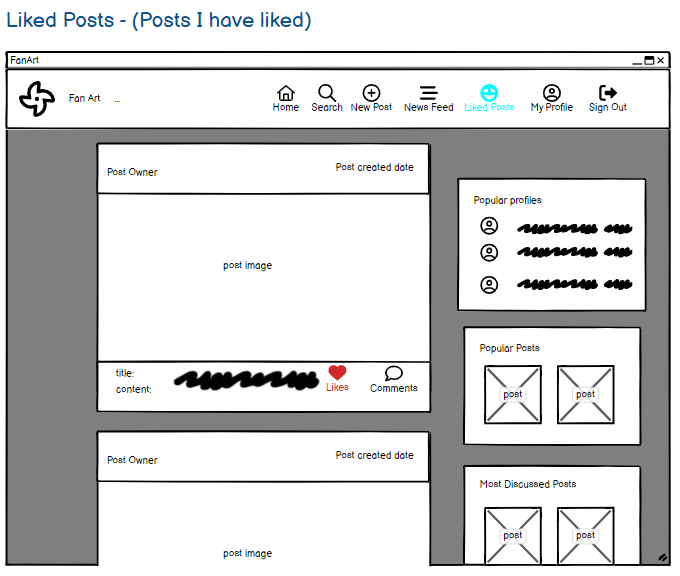 Liked Posts - (Posts I have liked)
FanArt
Fan Art ...
Home Search New Post News Feed Liked Posts My Profile Sign Out
Post Owner Post created date
post image
title:
content:
Likes Comments
Post Owner Post created date
post image
Popular profiles
Popular Posts
post post
Most Discussed Posts
post post